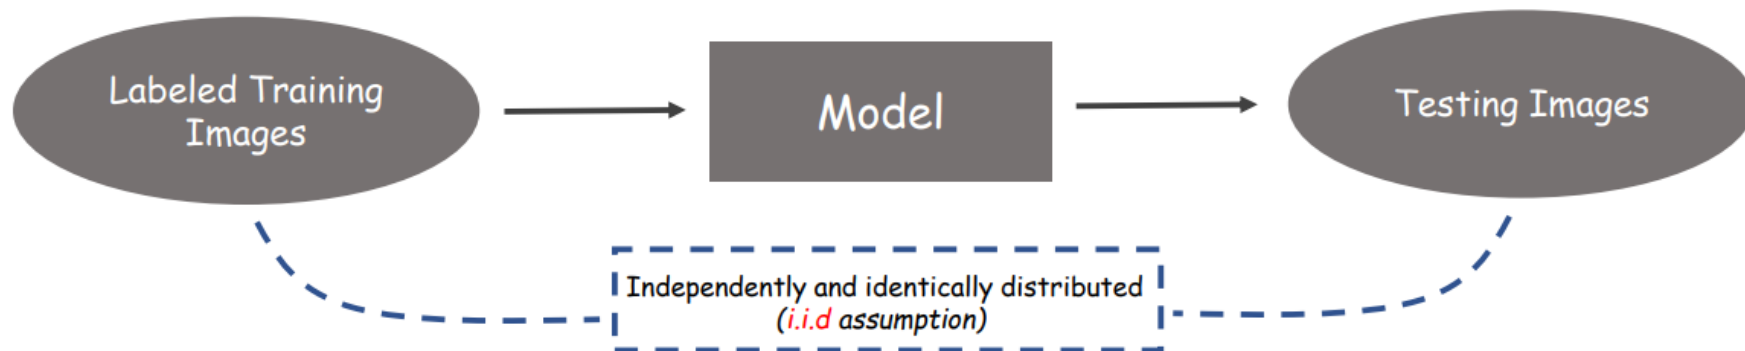 Labeled Training
Images
Model
Testing Images
Independently and identically distributed
(i.i.d assumption)